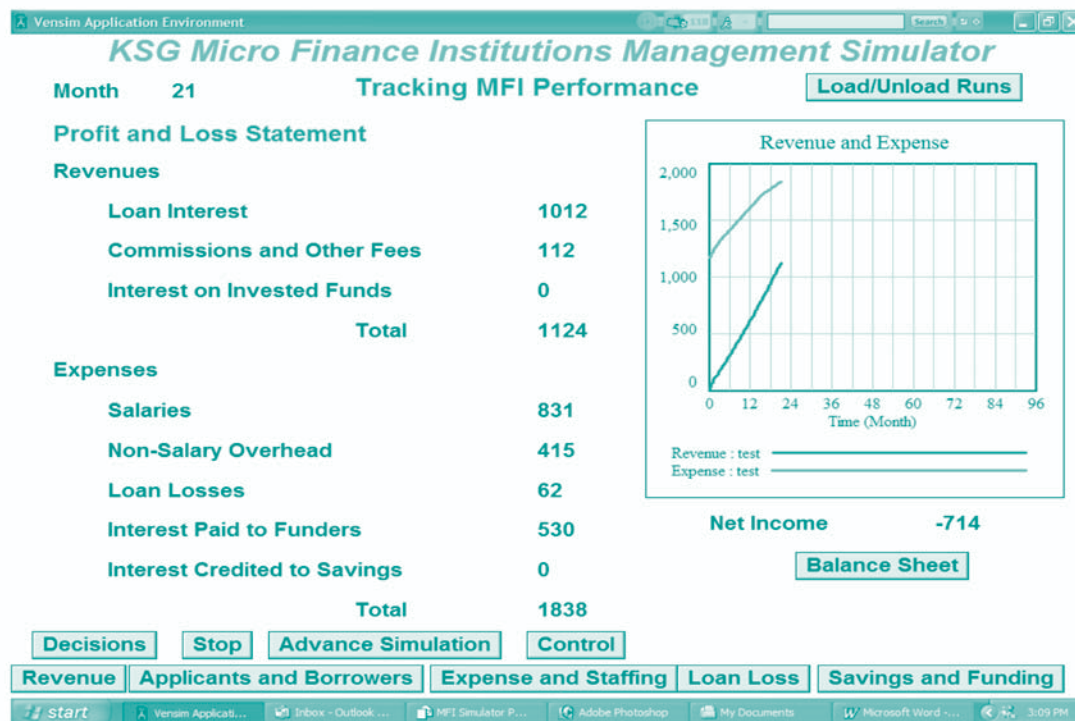 Vensim Application Environment
Search
KSG Micro Finance Institutions Management Simulator
Month 21 Tracking MFI Performance Load/Unload Runs
Profit and Loss Statement
Revenues
Loan Interest 1012
Commissions and Other Fees 112
Interest on Invested Funds 0
Total 1124
Expenses
Salaries 831
Non-Salary Overhead 415
Loan Losses 62
Interest Paid to Funders 530
Interest Credited to Savings 0
Total 1838
Revenue and Expense
2,000
1,500
1,000
500
0
0 12 24 36 48 60 72 84 96
Time (Month)
Revenue : test
Expense : test
Net Income -714
Balance Sheet
Decisions Stop Advance Simulation Control
Revenue Applicants and Borrowers Expense and Staffing Loan Loss Savings and Funding
start Vensim Applicati... Inbox - Outlook ... MFI Simulator P... Adobe Photoshop My Documents Microsoft Word -... 3:09 PM